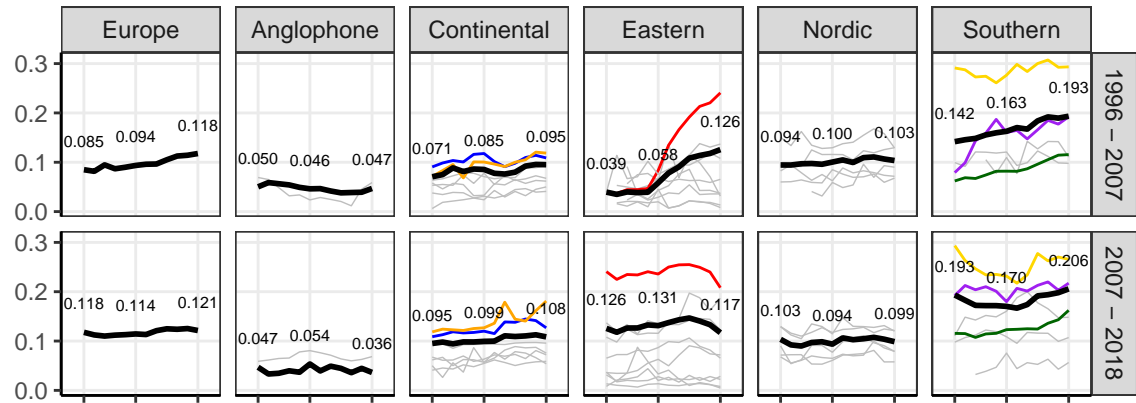 Europe Anglophone Continental Eastern Nordic Southern
0.3
0.2
0.1
0.0
0.085 0.094 0.118
0.050 0.046 0.047
0.071 0.085 0.095
0.039 0.058 0.126
0.094 0.100 0.103
0.142 0.163 0.193
1996 – 2007
0.3
0.2
0.1
0.0
0.118 0.114 0.121
0.047 0.054 0.036
0.095 0.099 0.108
0.126 0.131 0.117
0.103 0.094 0.099
0.193 0.170 0.206
2007 – 2018